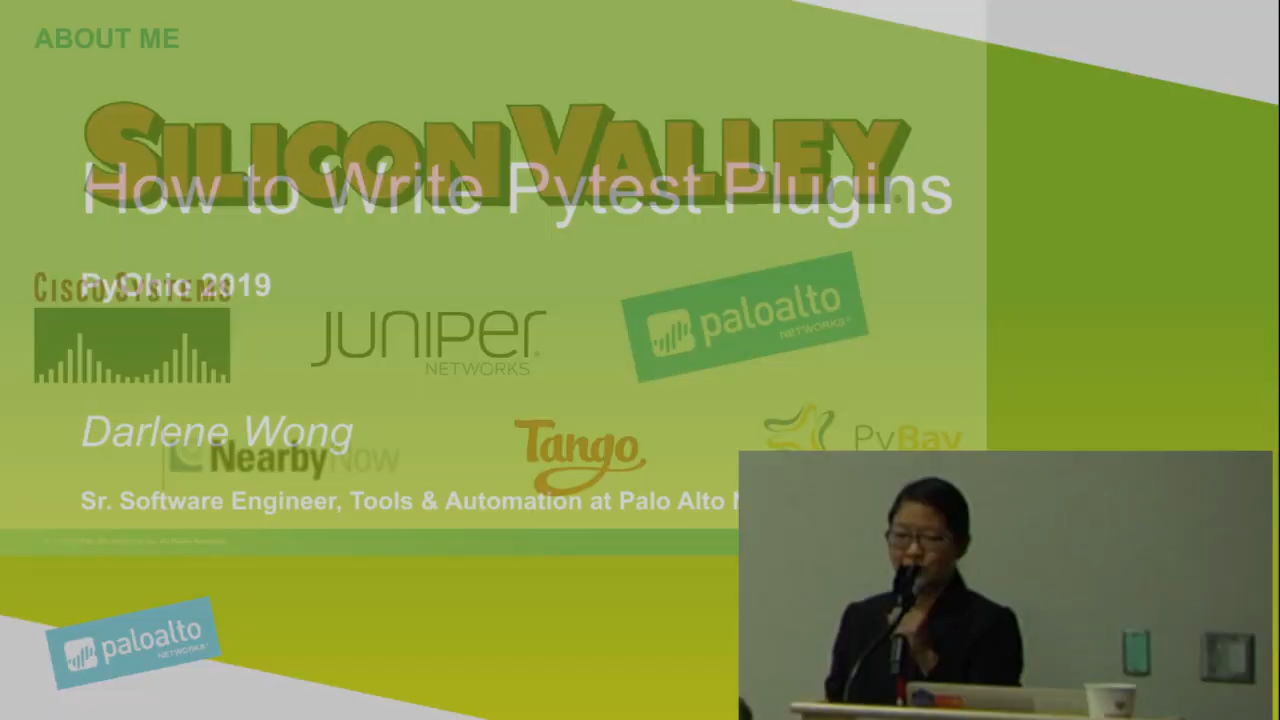 ABOUT ME
SILICON VALLEY
How to Write Pytest Plugins
PyOhio 2019
CISCO SYSTEMS
JUNIPER
NETWORKS
paloalto
NETWORKS
Darlene Wong
NearbyNow
Tango
PyBay
Sr. Software Engineer, Tools & Automation at Palo Alto
paloalto
NETWORKS